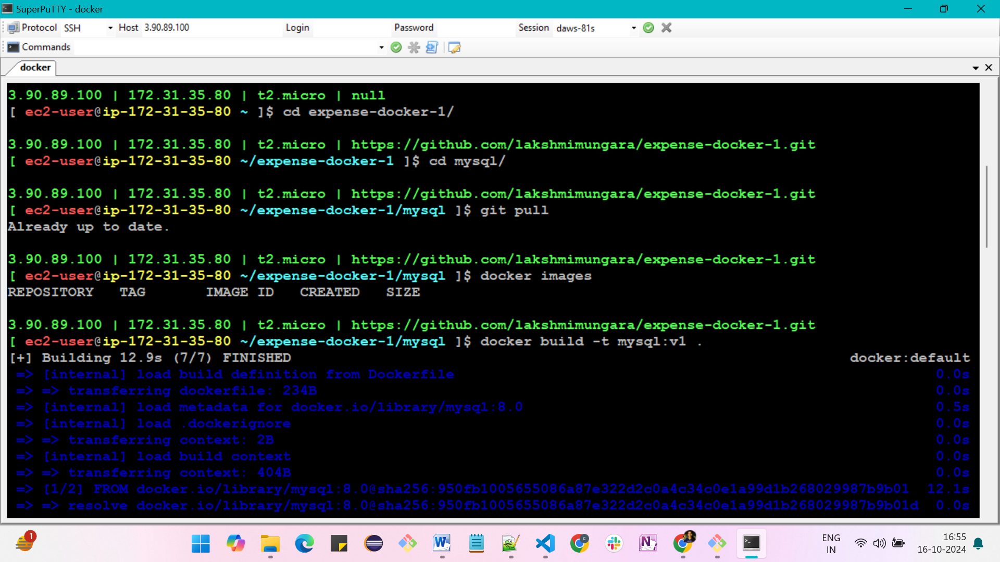 SuperPuTTY - docker
Protocol SSH Host 3.90.89.100 Login Password Session daws-81s
Commands
docker
3.90.89.100 | 172.31.35.80 | t2.micro | null
[ ec2-user@ip-172-31-35-80 ~ ]$ cd expense-docker-1/
3.90.89.100 | 172.31.35.80 | t2.micro | https://github.com/lakshmimungara/expense-docker-1.git
[ ec2-user@ip-172-31-35-80 ~/expense-docker-1 ]$ cd mysql/
3.90.89.100 | 172.31.35.80 | t2.micro | https://github.com/lakshmimungara/expense-docker-1.git
[ ec2-user@ip-172-31-35-80 ~/expense-docker-1/mysql ]$ git pull
Already up to date.
3.90.89.100 | 172.31.35.80 | t2.micro | https://github.com/lakshmimungara/expense-docker-1.git
[ ec2-user@ip-172-31-35-80 ~/expense-docker-1/mysql ]$ docker images
REPOSITORY TAG IMAGE ID CREATED SIZE
3.90.89.100 | 172.31.35.80 | t2.micro | https://github.com/lakshmimungara/expense-docker-1.git
[ ec2-user@ip-172-31-35-80 ~/expense-docker-1/mysql ]$ docker build -t mysql:v1 .
[+] Building 12.9s (7/7) FINISHED docker:default
=> [internal] load build definition from Dockerfile 0.0s
=> => transferring dockerfile: 234B 0.0s
=> [internal] load metadata for docker.io/library/mysql:8.0 0.5s
=> [internal] load .dockerignore 0.0s
=> => transferring context: 2B 0.0s
=> [internal] load build context 0.0s
=> => transferring context: 404B 0.0s
=> [1/2] FROM docker.io/library/mysql:8.0@sha256:950fb1005655086a87e322d2c0a4c34c0e1a99d1b268029987b9b01 12.1s
=> => resolve docker.io/library/mysql:8.0@sha256:950fb1005655086a87e322d2c0a4c34c0e1a99d1b268029987b9b01d 0.0s
1
ENG
IN
16:55
16-10-2024